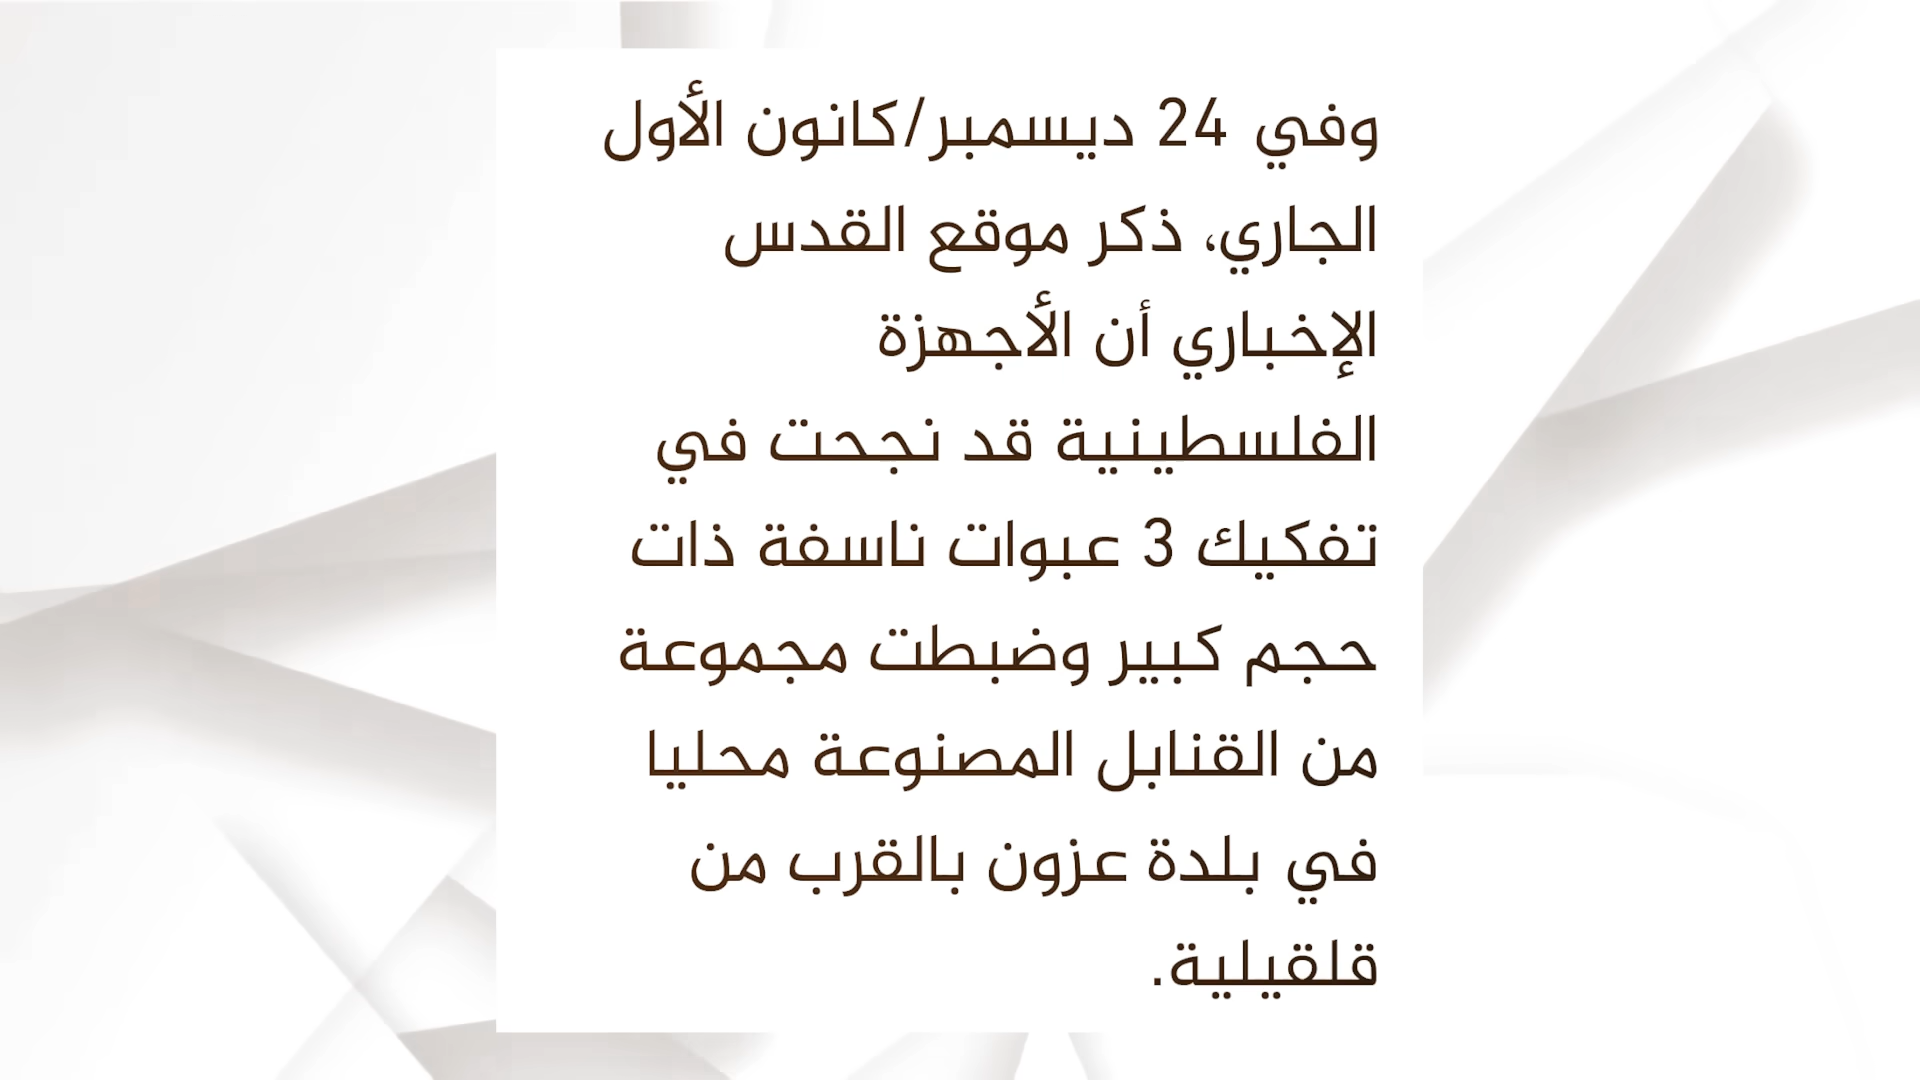 وفي 24 ديسمبر/كانون الأول
الجاري، ذكر موقع القدس
الإخباري أن الأجهزة
الفلسطينية قد نجحت في
تفكيك 3 عبوات ناسفة ذات
حجم كبير وضبطت مجموعة
من القنابل المصنوعة محليا
في بلدة عزون بالقرب من
قلقيلية.